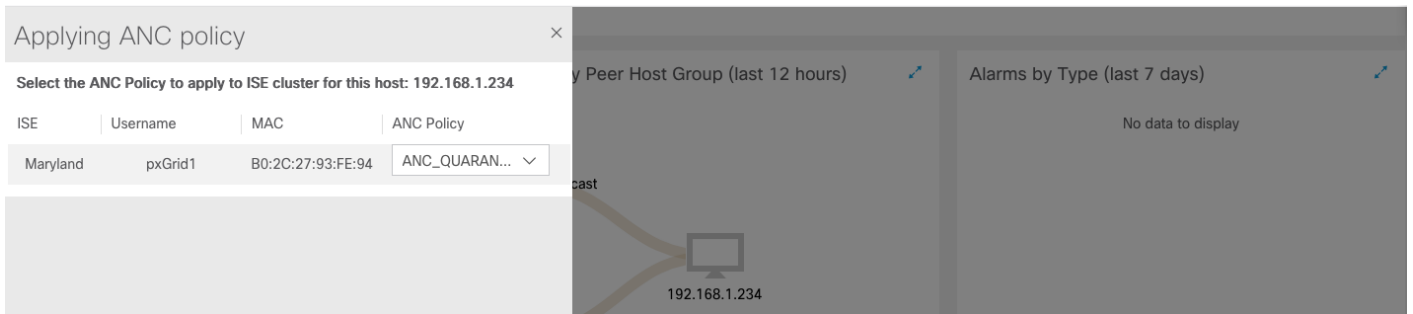 Applying ANC policy
Select the ANC Policy to apply to ISE cluster for this host: 192.168.1.234
ISE Username MAC ANC Policy
Maryland pxGrid1 B0:2C:27:93:FE:94 ANC_QUARAN...
y Peer Host Group (last 12 hours)
cast
192.168.1.234
Alarms by Type (last 7 days)
No data to display